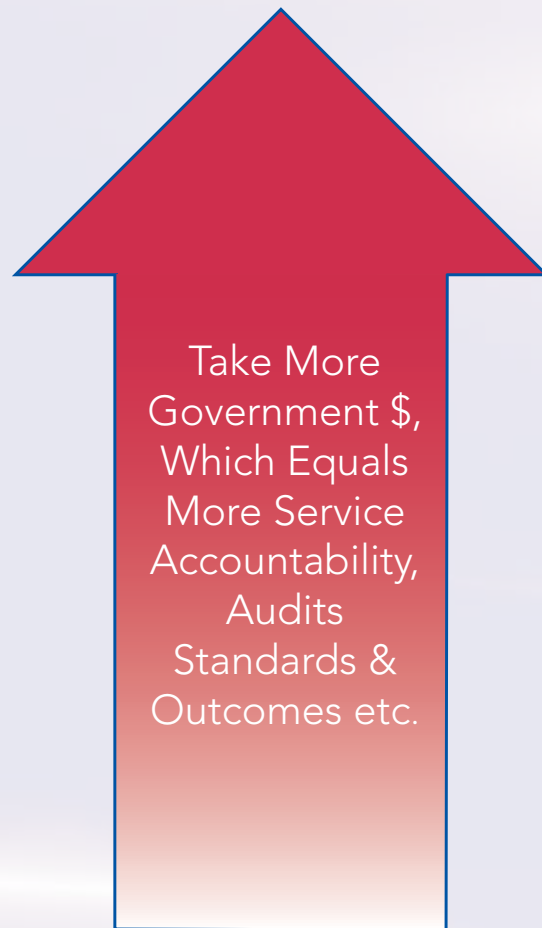 Take More
Government $,
Which Equals
More Service
Accountability,
Audits
Standards &
Outcomes etc.